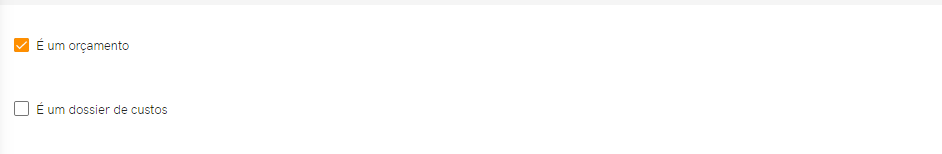 É um orçamento
É um dossier de custos